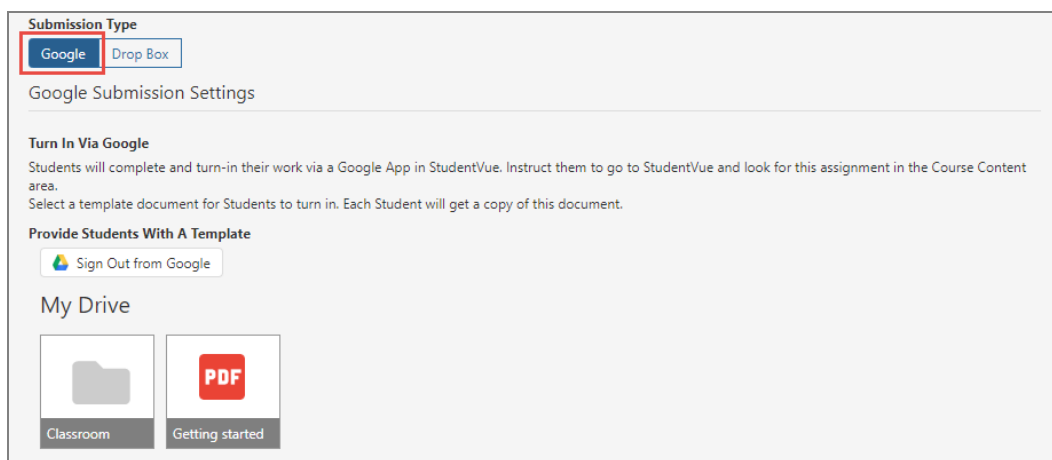 Submission Type
Google Drop Box
Google Submission Settings
Turn In Via Google
Students will complete and turn-in their work via a Google App in StudentVue. Instruct them to go to StudentVue and look for this assignment in the Course Content
area.
Select a template document for Students to turn in. Each Student will get a copy of this document.
Provide Students With A Template
Sign Out from Google
My Drive
PDF
Classroom Getting started